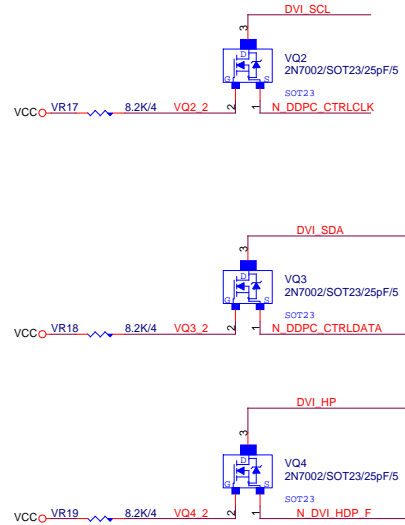 DVI_SCL
3
D
VQ2
2N7002/SOT23/25pF/5
G S
SOT23
2 1
VCC VR17 8.2K/4 VQ2_2 N_DDPC_CTRLCLK
DVI_SDA
3
D
VQ3
2N7002/SOT23/25pF/5
G S
SOT23
2 1
VCC VR18 8.2K/4 VQ3_2 N_DDPC_CTRLDATA
DVI_HP
3
D
VQ4
2N7002/SOT23/25pF/5
G S
SOT23
2 1
VCC VR19 8.2K/4 VQ4_2 N_DVI_HDP_F